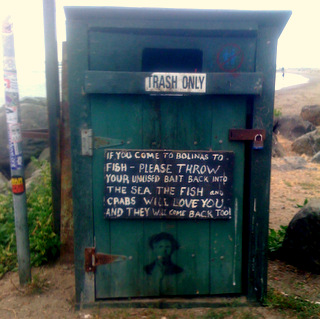 TRASH ONLY
IF YOU COME TO BOLINAS TO
FISH - PLEASE THROW
YOUR UNUSED BAIT BACK INTO
THE SEA THE FISH AND
CRABS WILL LOVE YOU
AND THEY WILL COME BACK TOO!